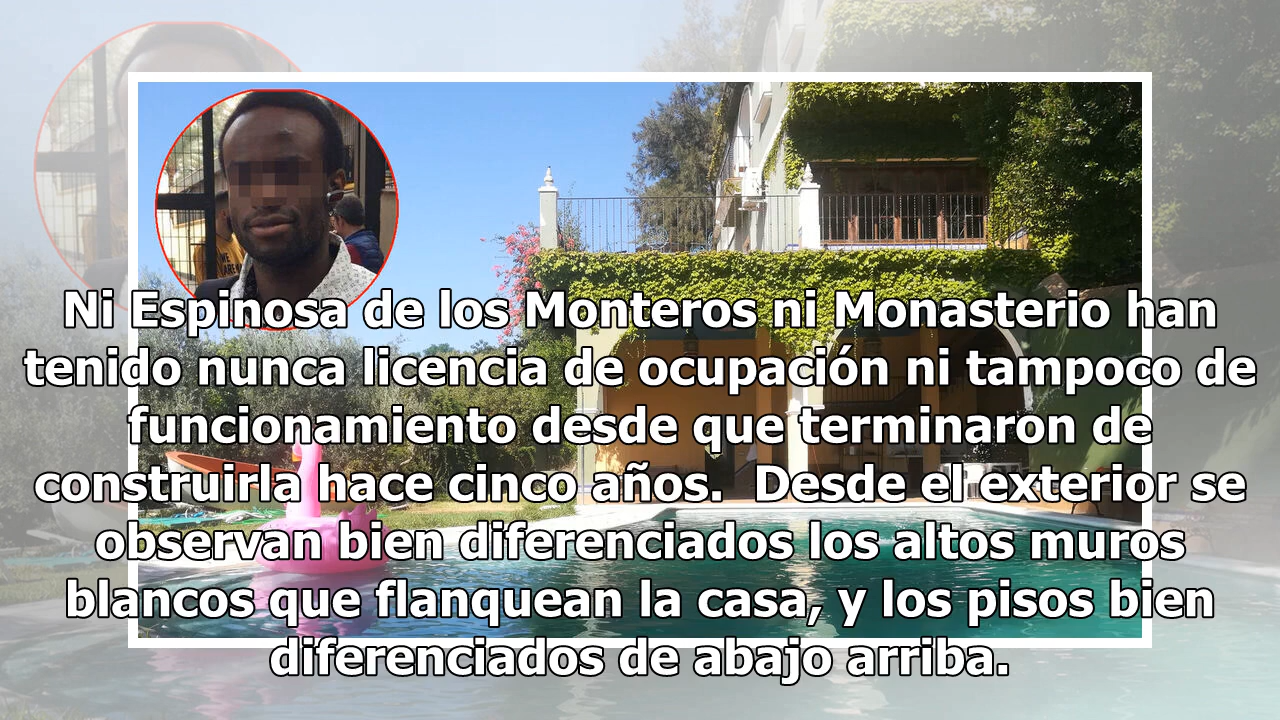 WE
ARE
Ni Espinosa de los Monteros ni Monasterio han
tenido nunca licencia de ocupación ni tampoco de
funcionamiento desde que terminaron de
construirla hace cinco años.  Desde el exterior se
observan bien diferenciados los altos muros
blancos que flanquean la casa, y los pisos bien
diferenciados de abajo arriba.